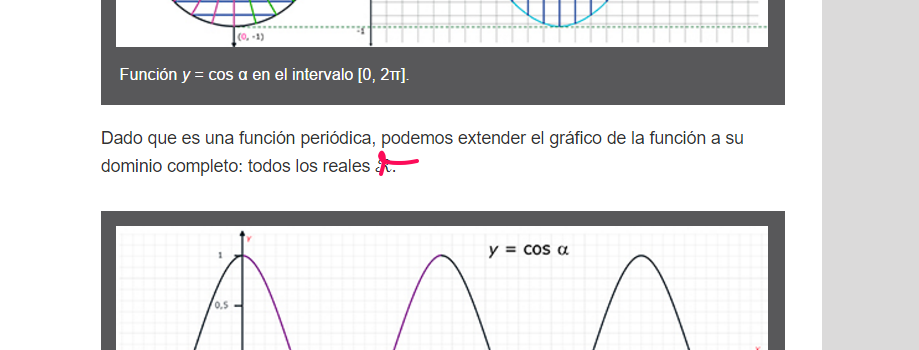 (0, -1)
-1
Función y = cos α en el intervalo [0, 2π].
Dado que es una función periódica, podemos extender el gráfico de la función a su
dominio completo: todos los reales
y
y = cos α
1
0,5
x